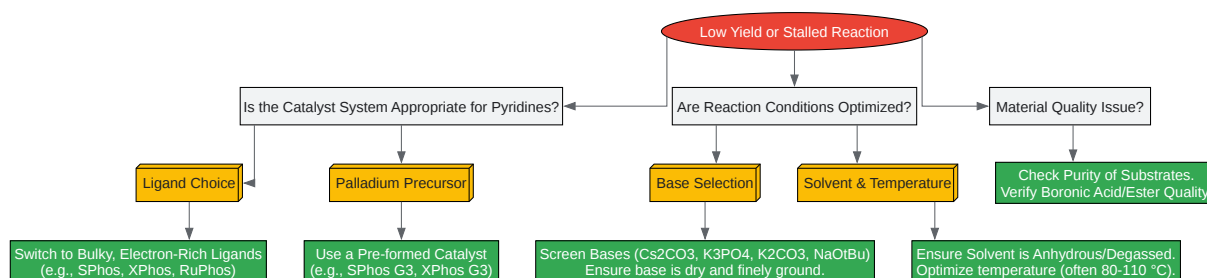 Low Yield or Stalled Reaction
Is the Catalyst System Appropriate for Pyridines?
Are Reaction Conditions Optimized?
Material Quality Issue?
Ligand Choice
Palladium Precursor
Base Selection
Solvent & Temperature
Check Purity of Substrates.
Verify Boronic Acid/Ester Quality
Switch to Bulky, Electron-Rich Ligands
(e.g., SPhos, XPhos, RuPhos)
Use a Pre-formed Catalyst
(e.g., SPhos G3, XPhos G3)
Screen Bases (Cs2CO3, K3PO4, K2CO3, NaOtBu)
Ensure base is dry and finely ground.
Ensure Solvent is Anhydrous/Degassed.
Optimize temperature (often 80-110 °C).